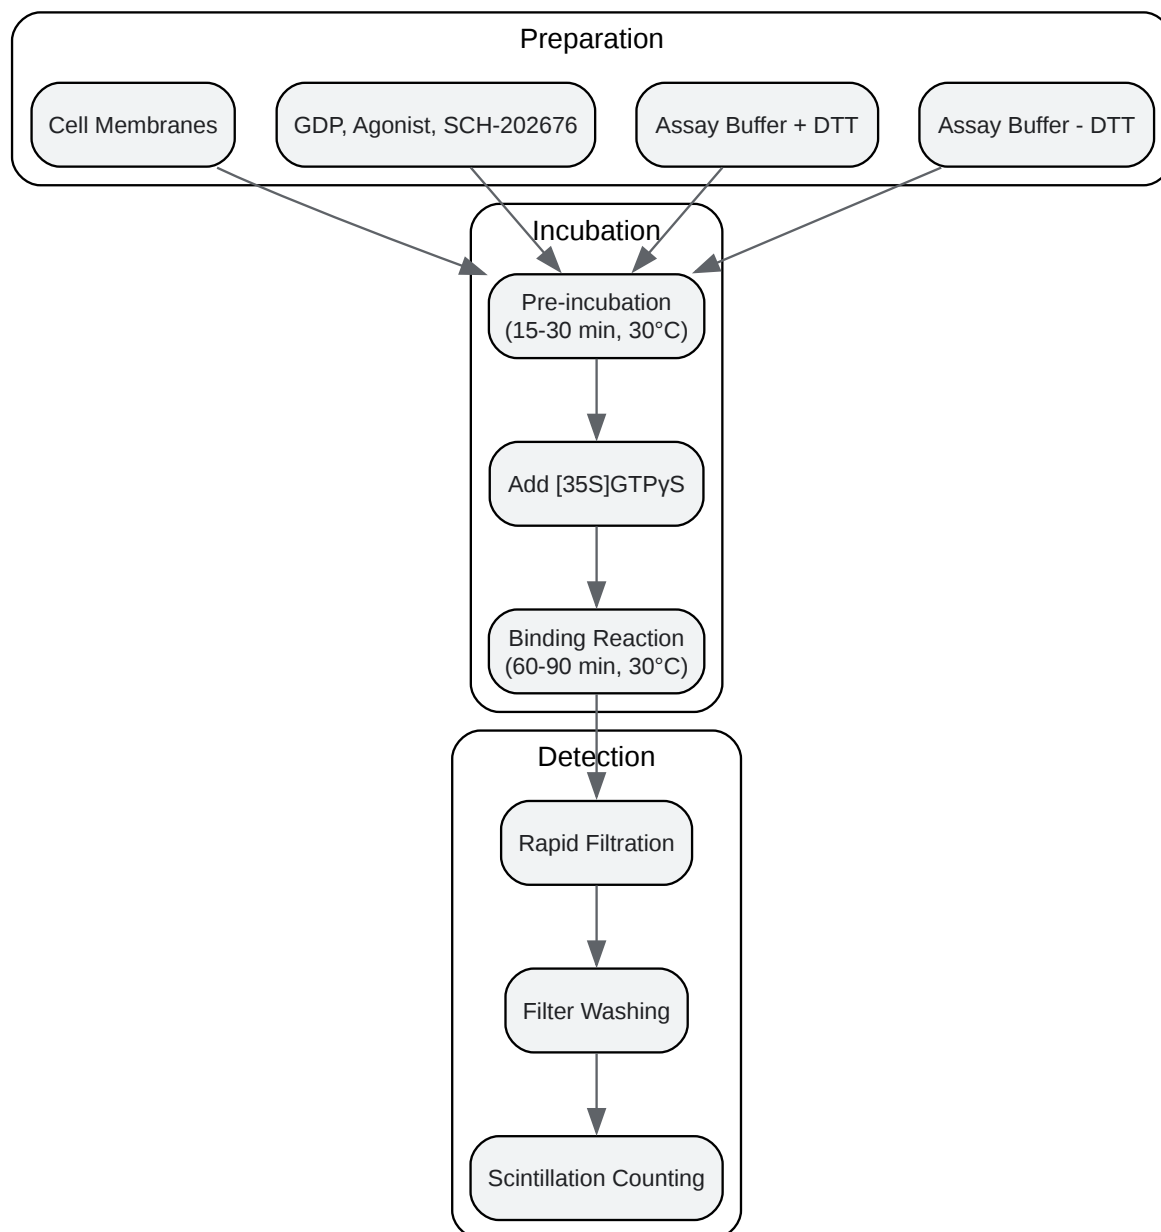 Preparation
Cell Membranes
GDP, Agonist, SCH-202676
Assay Buffer + DTT
Assay Buffer - DTT
Incubation
Pre-incubation
(15-30 min, 30°C)
Add [35S]GTPγS
Binding Reaction
(60-90 min, 30°C)
Detection
Rapid Filtration
Filter Washing
Scintillation Counting